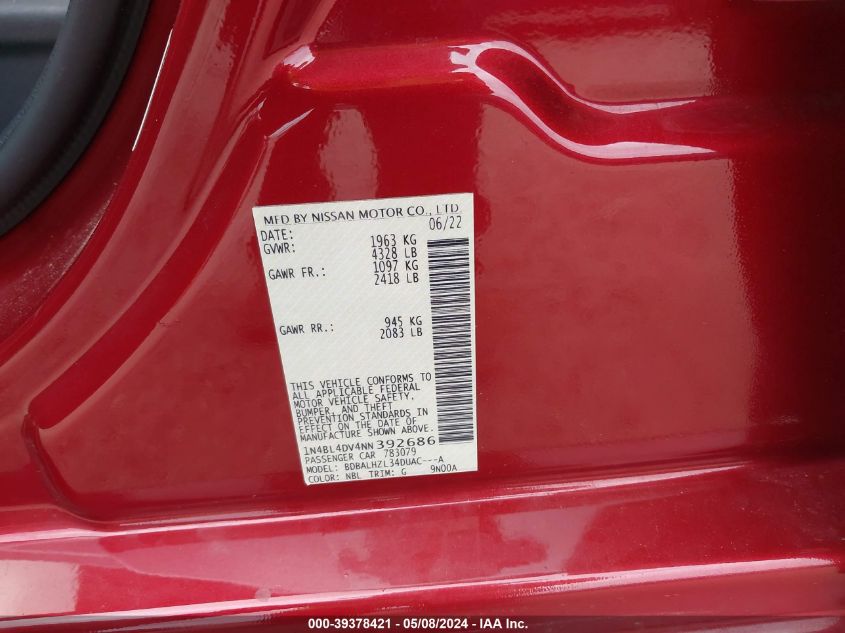 MFD BY NISSAN MOTOR CO., LTD
DATE: 06/22
GVWR: 1963 KG
4328 LB
GAWR FR.: 1097 KG
2418 LB
GAWR RR.: 945 KG
2083 LB
THIS VEHICLE CONFORMS TO
ALL APPLICABLE FEDERAL
MOTOR VEHICLE SAFETY,
BUMPER, AND THEFT
PREVENTION STANDARDS IN
EFFECT ON THE DATE OF
MANUFACTURE SHOWN ABOVE.
1N4BL4DV4NN392686
PASSENGER CAR 783079
MODEL: BDBALHZL34DUAC---A
COLOR: NBL TRIM: G 9N00A
000-39378421 - 05/08/2024 - IAA Inc.